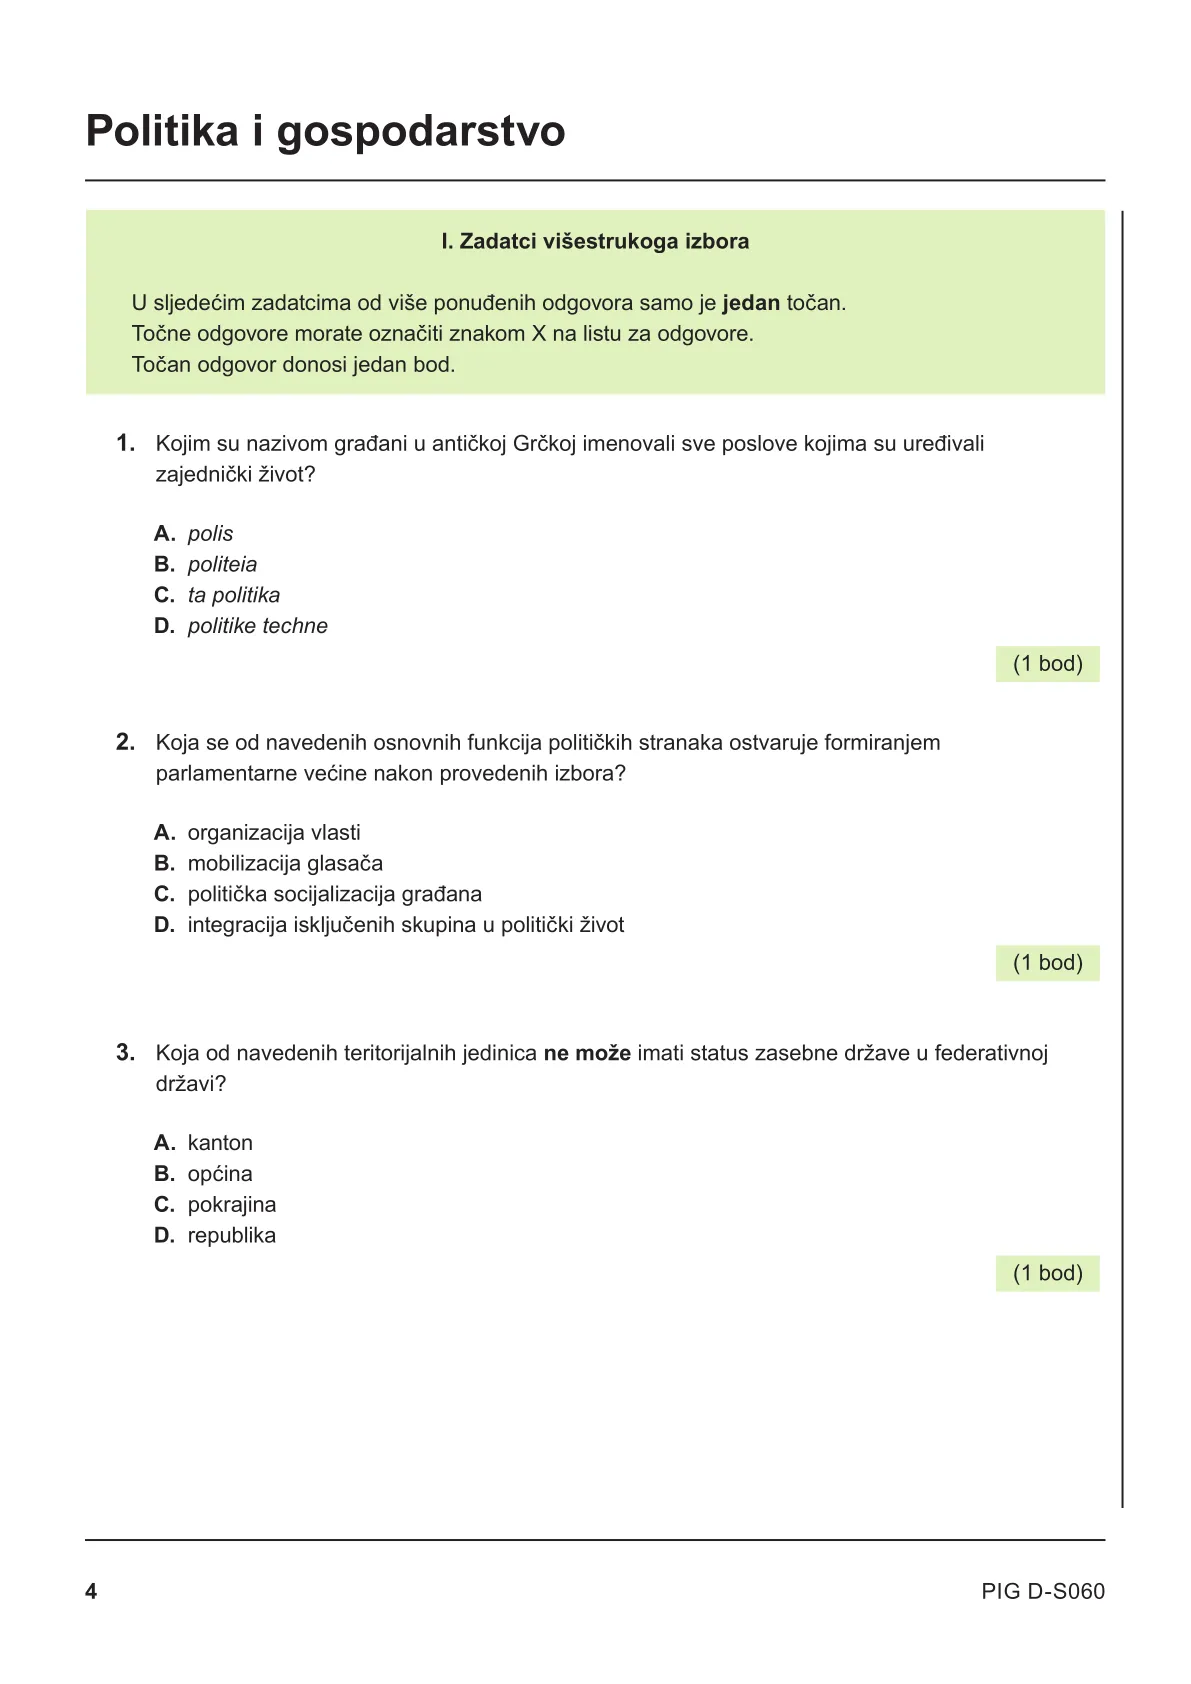 Politika i gospodarstvo
I. Zadatci višestrukoga izbora
U sljedećim zadatcima od više ponuđenih odgovora samo je jedan točan.
Točne odgovore morate označiti znakom X na listu za odgovore.
Točan odgovor donosi jedan bod.
1. Kojim su nazivom građani u antičkoj Grčkoj imenovali sve poslove kojima su uređivali
zajednički život?
A. polis
B. politeia
C. ta politika
D. politike techne
(1 bod)
2. Koja se od navedenih osnovnih funkcija političkih stranaka ostvaruje formiranjem
parlamentarne većine nakon provedenih izbora?
A. organizacija vlasti
B. mobilizacija glasača
C. politička socijalizacija građana
D. integracija isključenih skupina u politički život
(1 bod)
3. Koja od navedenih teritorijalnih jedinica ne može imati status zasebne države u federativnoj
državi?
A. kanton
B. općina
C. pokrajina
D. republika
(1 bod)
4
PIG D-S060